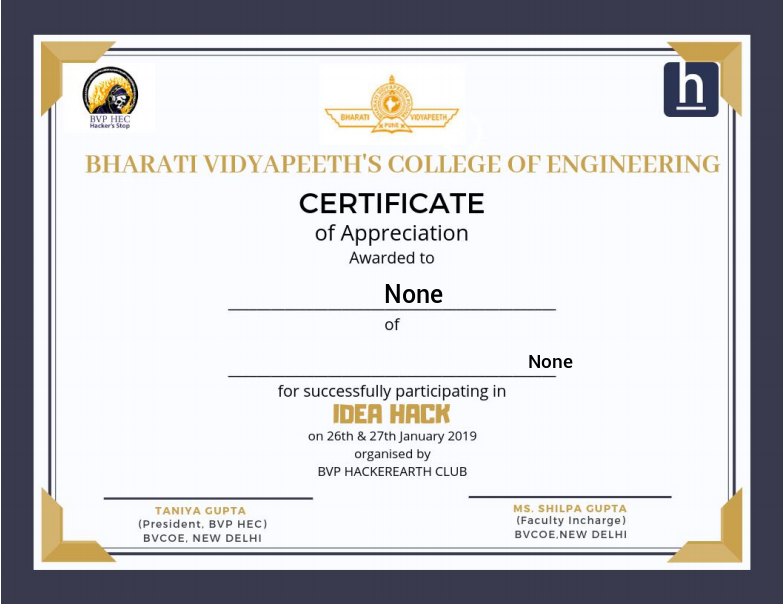 BVP HEC
Hacker's Stop
BHARATI VIDYAPEETH
PUNE
h
BHARATI VIDYAPEETH'S COLLEGE OF ENGINEERING
CERTIFICATE
of Appreciation
Awarded to
None
of
None
for successfully participating in
IDEA HACK
on 26th & 27th January 2019
organised by
BVP HACKEREARTH CLUB
TANIYA GUPTA
(President, BVP HEC)
BVCOE, NEW DELHI
MS. SHILPA GUPTA
(Faculty Incharge)
BVCOE,NEW DELHI